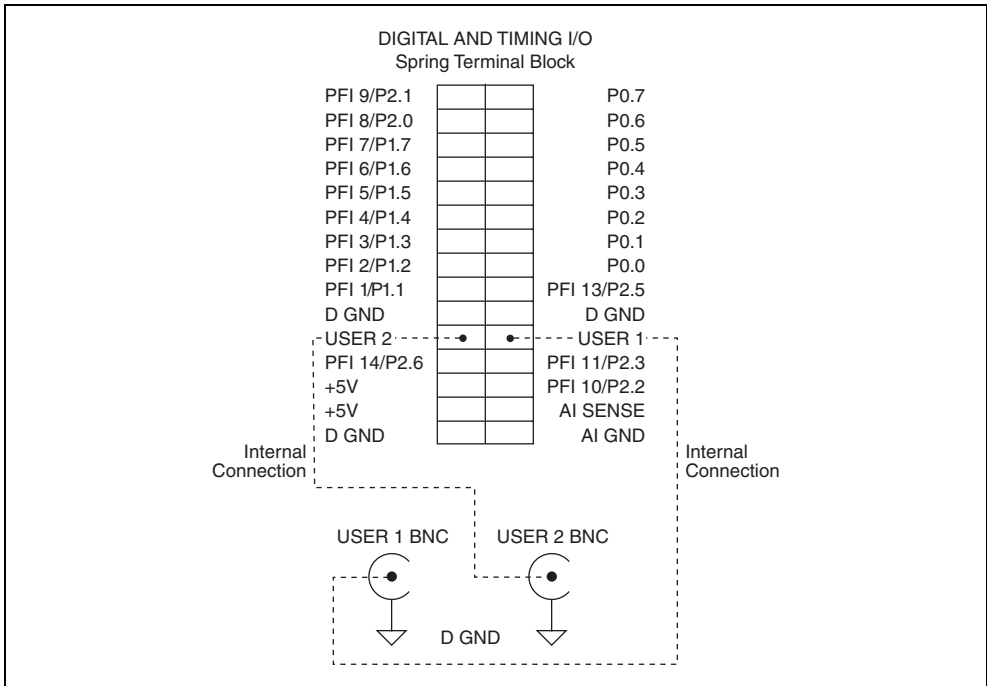 DIGITAL AND TIMING I/O
Spring Terminal Block
PFI 9/P2.1 P0.7
PFI 8/P2.0 P0.6
PFI 7/P1.7 P0.5
PFI 6/P1.6 P0.4
PFI 5/P1.5 P0.3
PFI 4/P1.4 P0.2
PFI 3/P1.3 P0.1
PFI 2/P1.2 P0.0
PFI 1/P1.1 PFI 13/P2.5
D GND D GND
USER 2 USER 1
PFI 14/P2.6 PFI 11/P2.3
+5V PFI 10/P2.2
+5V AI SENSE
D GND AI GND
Internal
Connection
Internal
Connection
USER 1 BNC USER 2 BNC
D GND